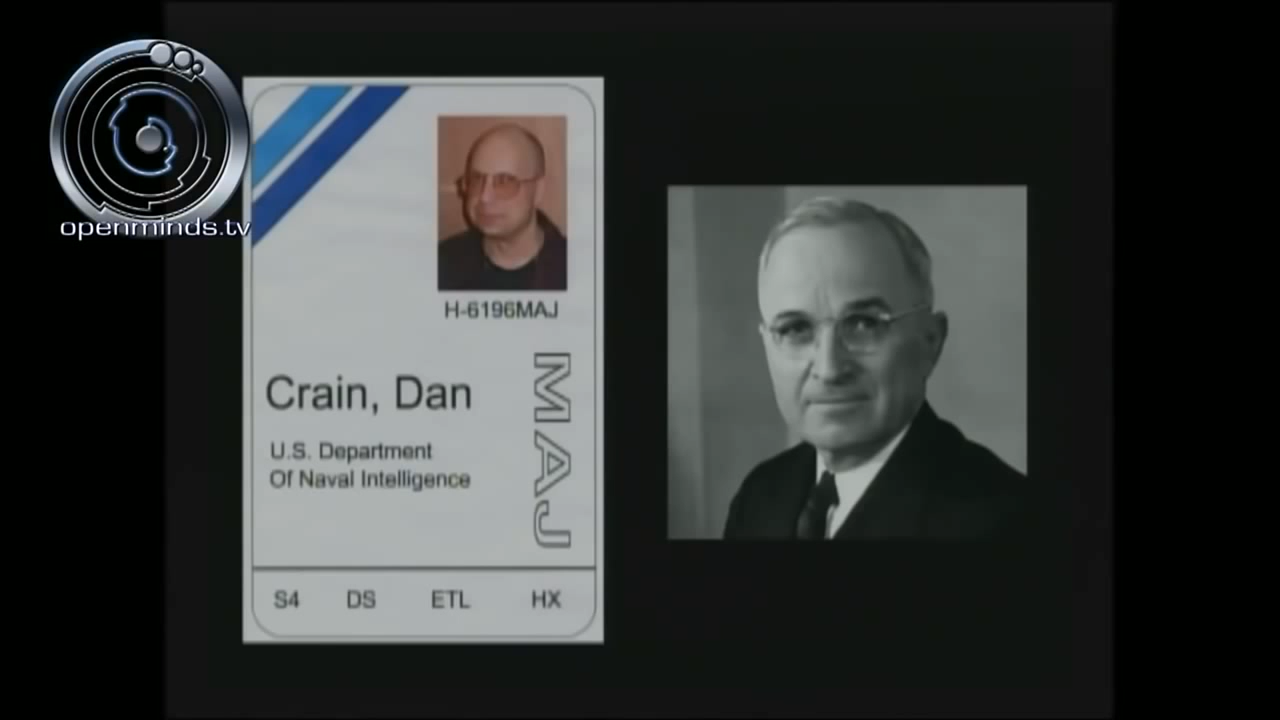 openminds.tv
H-6196MAJ
MAJ
Crain, Dan
U.S. Department
Of Naval Intelligence
S4 DS ETL HX